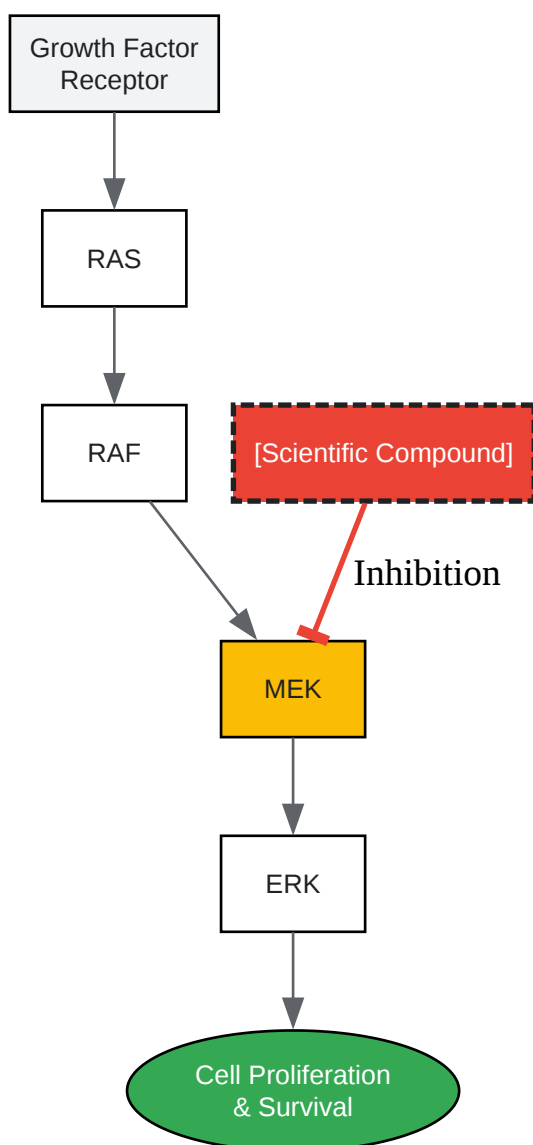 Growth Factor
Receptor
RAS
RAF
[Scientific Compound]
Inhibition
MEK
ERK
Cell Proliferation
& Survival